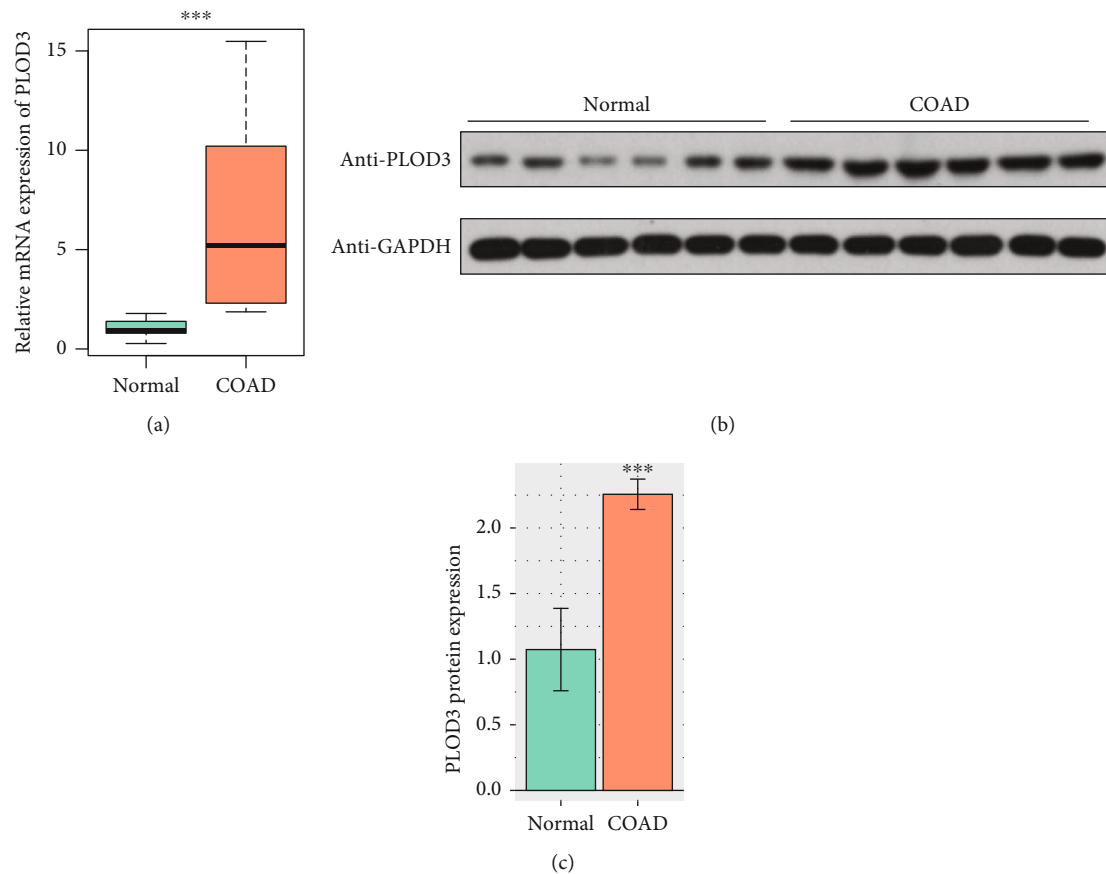 ***
Relative mRNA expression of PLOD3
15
10
5
0
Normal
COAD
(a)
Normal
COAD
Anti-PLOD3
Anti-GAPDH
(b)
***
PLOD3 protein expression
2.0
1.5
1.0
0.5
0.0
Normal
COAD
(c)